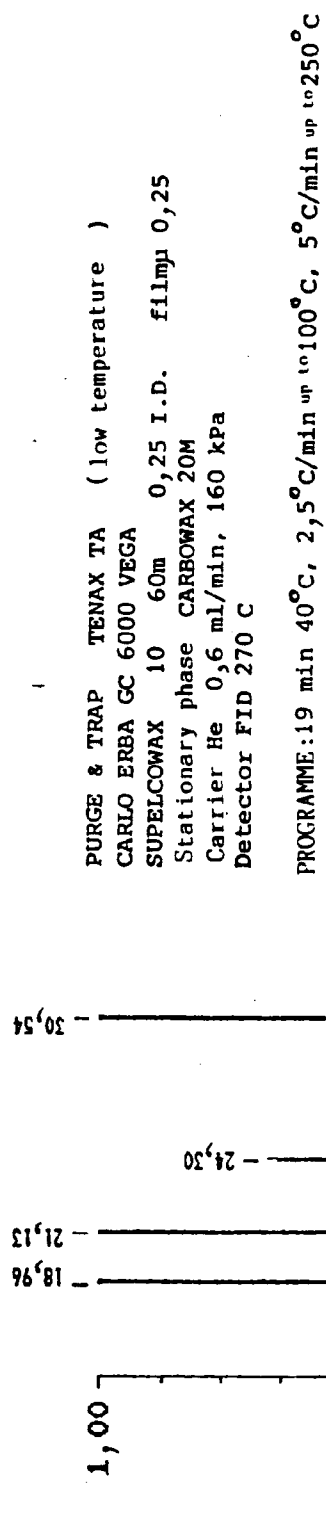 PURGE & TRAP TENAX TA (low temperature )
CARLO ERBA GC 6000 VEGA
SUPELCOWAX 10 60m 0,25 I.D. filmµ 0,25
Stationary phase CARBOWAX 20M
Carrier He 0,6 ml/min, 160 kPa
Detector FID 270 C
PROGRAMME:19 min 40°C, 2,5°C/min up to 100°C, 5°C/min up to 250°C
1,00
18,96
21,13
24,30
30,54